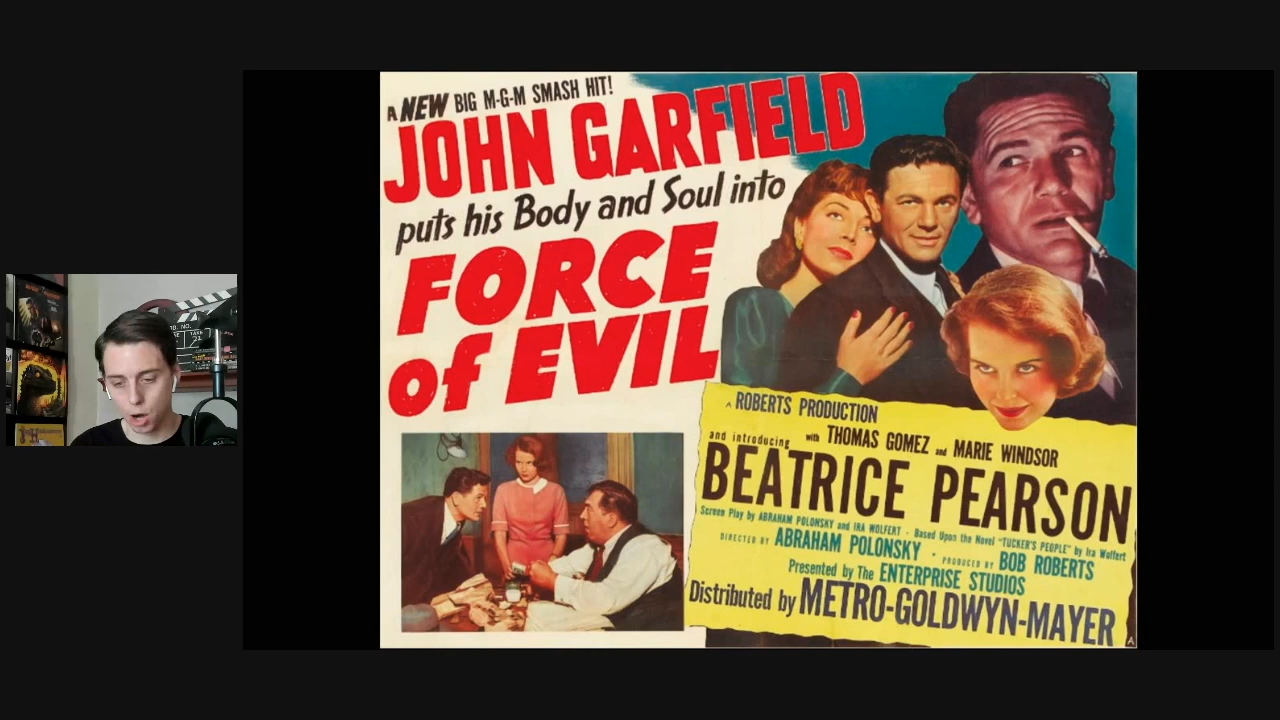 A NEW BIG M-G-M SMASH HIT!
JOHN GARFIELD
puts his Body and Soul into
FORCE
of EVIL
A ROBERTS PRODUCTION
with THOMAS GOMEZ and MARIE WINDSOR
and introducing
BEATRICE PEARSON
Screen Play by ABRAHAM POLONSKY and IRA WOLFERT · Based Upon the Novel "TUCKER'S PEOPLE" by Ira Wolfert
DIRECTED BY ABRAHAM POLONSKY · PRODUCED BY BOB ROBERTS
Presented by The ENTERPRISE STUDIOS
Distributed by METRO-GOLDWYN-MAYER
A